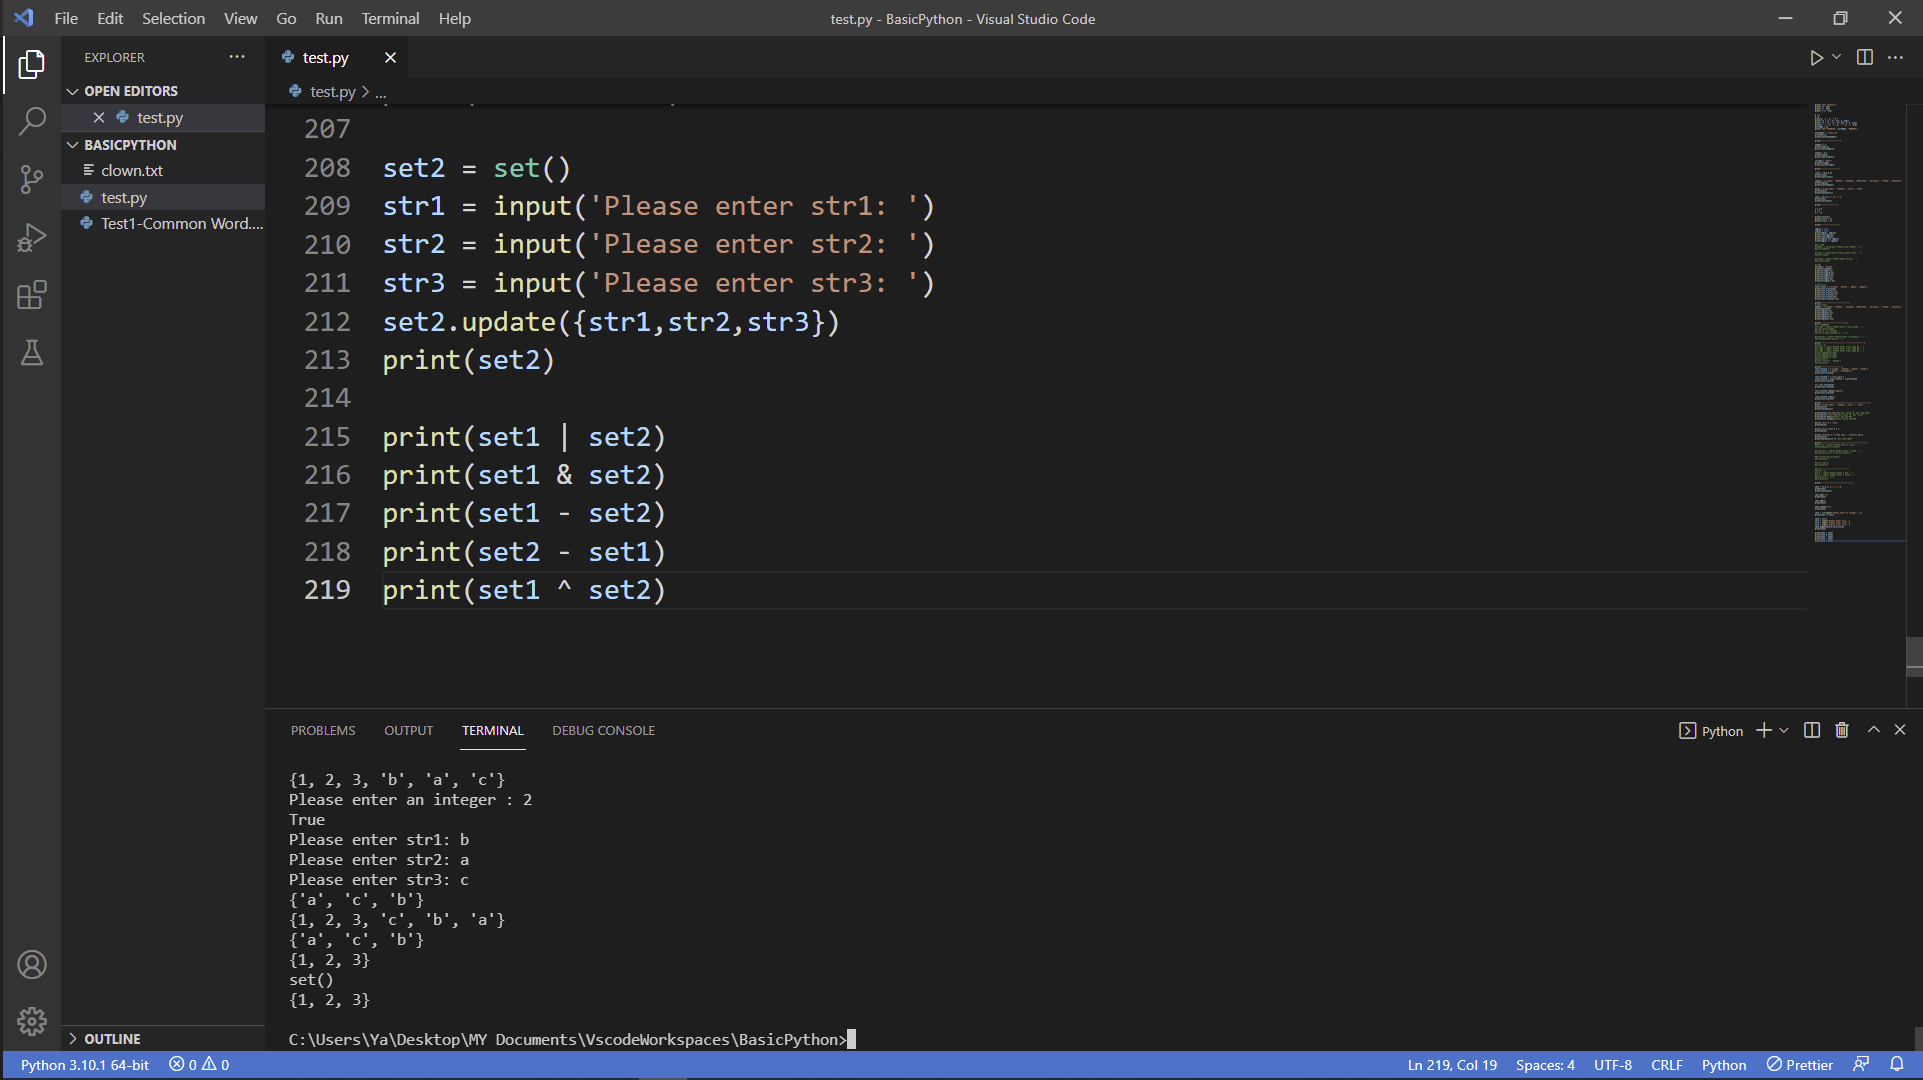 File Edit Selection View Go Run Terminal Help
test.py - BasicPython - Visual Studio Code
EXPLORER
OPEN EDITORS
test.py
BASICPYTHON
clown.txt
test.py
Test1-Common Word....
OUTLINE
test.py
test.py > ...
207
208 set2 = set()
209 str1 = input('Please enter str1: ')
210 str2 = input('Please enter str2: ')
211 str3 = input('Please enter str3: ')
212 set2.update({str1,str2,str3})
213 print(set2)
214
215 print(set1 | set2)
216 print(set1 & set2)
217 print(set1 - set2)
218 print(set2 - set1)
219 print(set1 ^ set2)
PROBLEMS OUTPUT TERMINAL DEBUG CONSOLE
Python
{1, 2, 3, 'b', 'a', 'c'}
Please enter an integer : 2
True
Please enter str1: b
Please enter str2: a
Please enter str3: c
{'a', 'c', 'b'}
{1, 2, 3, 'c', 'b', 'a'}
{'a', 'c', 'b'}
{1, 2, 3}
set()
{1, 2, 3}
C:\Users\Ya\Desktop\MY Documents\VscodeWorkspaces\BasicPython>
Python 3.10.1 64-bit 0 0 Ln 219, Col 19 Spaces: 4 UTF-8 CRLF Python Prettier